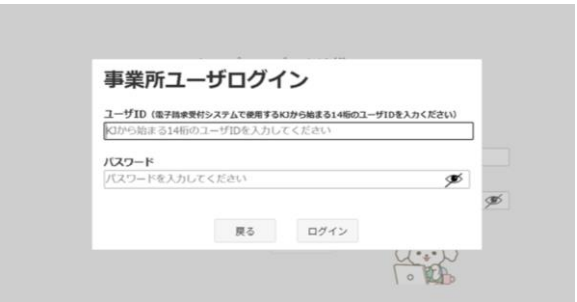 事業所ユーザログイン
ユーザID（電子請求受付システムで使用するKJから始まる14桁のユーザIDを入力ください）
KJから始まる14桁のユーザIDを入力してください
パスワード
パスワードを入力してください
戻る ログイン